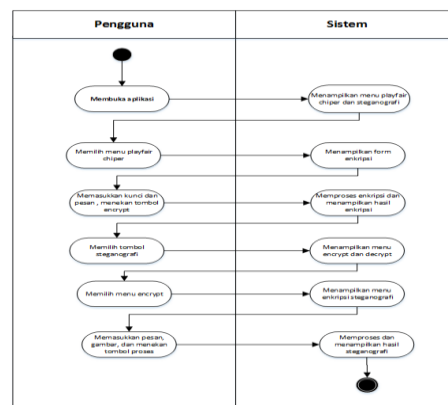 Pengguna
Sistem
Membuka aplikasi
Menampilkan menu playfair
chiper dan steganografi
Memilih menu playfair
chiper
Menampilkan form
enkripsi
Memasukkan kunci dan
pesan , menekan tombol
encrypt
Memproses enkripsi dan
menampilkan hasil
enkripsi
Memilih tombol
steganografi
Menampilkan menu
encrypt dan decrypt
Memilih menu encrypt
Menampilkan menu
enkripsi steganografi
Memasukkan pesan,
gambar, dan menekan
tombol proses
Memproses dan
menampilkan hasil
steganografi